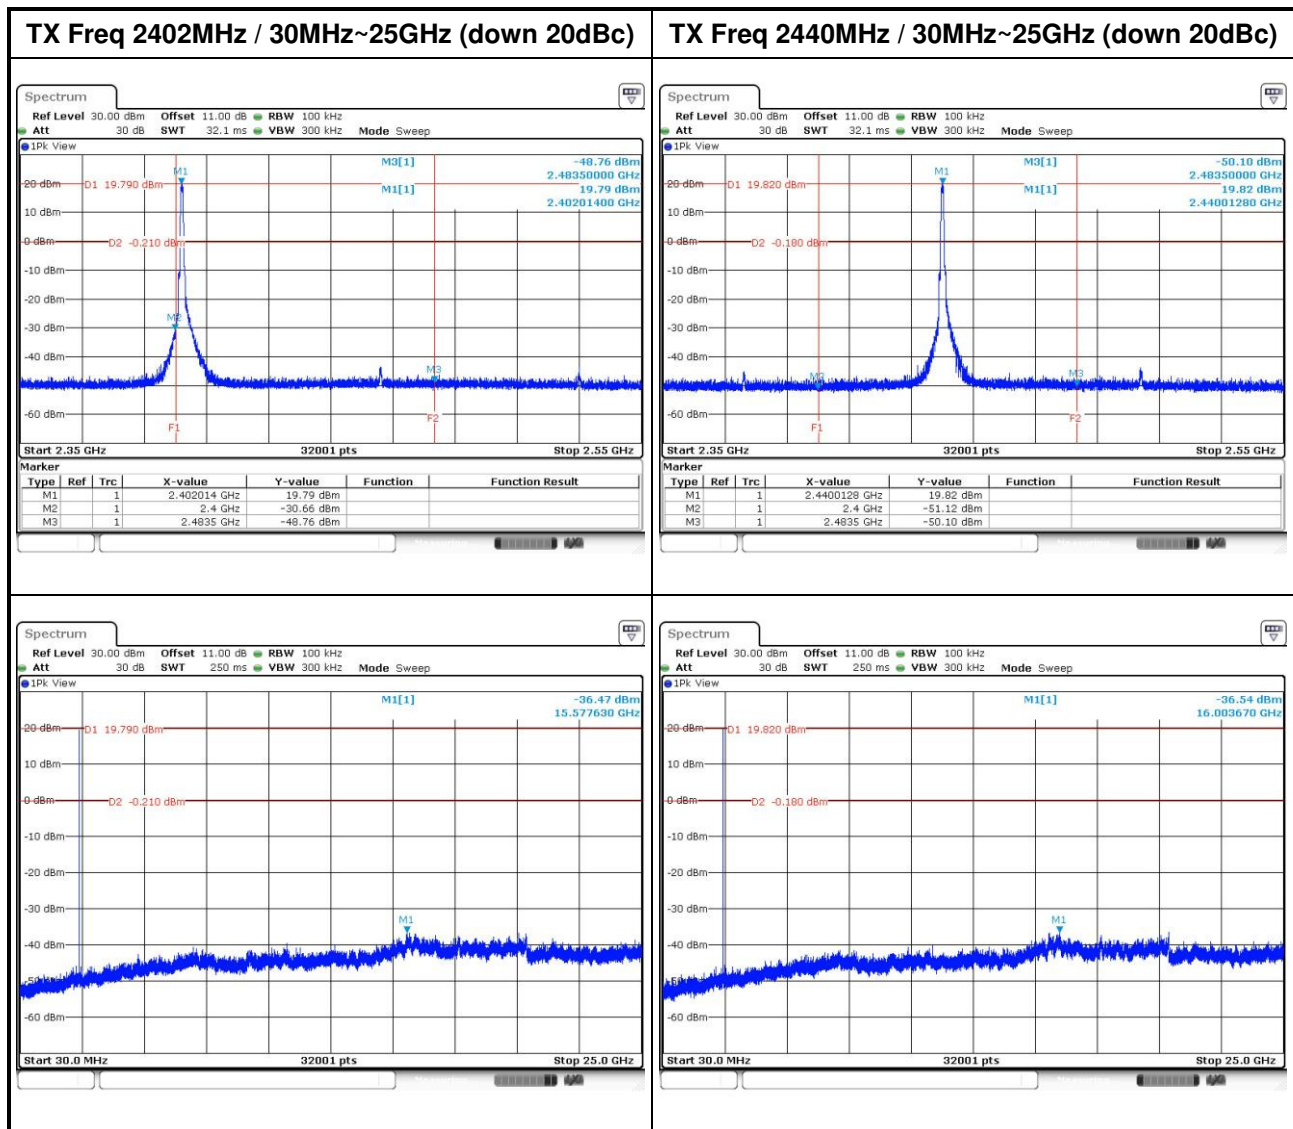 TX Freq 2402MHz / 30MHz~25GHz (down 20dBc)
TX Freq 2440MHz / 30MHz~25GHz (down 20dBc)
Spectrum
Ref Level 30.00 dBm Offset 11.00 dB RBW 100 kHz
Att 30 dB SWT 32.1 ms VBW 300 kHz Mode Sweep
1Pk View
M3[1] -48.76 dBm
2.48350000 GHz
M1[1] 19.79 dBm
2.40201400 GHz
M1
20 dBm
D1 19.790 dBm
10 dBm
0 dBm
D2 -0.210 dBm
-10 dBm
-20 dBm
M2
-30 dBm
-40 dBm
M3
-60 dBm
F1
F2
Start 2.35 GHz 32001 pts Stop 2.55 GHz
Marker
Type Ref Trc X-value Y-value Function Function Result
M1 1 2.402014 GHz 19.79 dBm
M2 1 2.4 GHz -30.66 dBm
M3 1 2.4835 GHz -48.76 dBm
Spectrum
Ref Level 30.00 dBm Offset 11.00 dB RBW 100 kHz
Att 30 dB SWT 32.1 ms VBW 300 kHz Mode Sweep
1Pk View
M3[1] -50.10 dBm
2.48350000 GHz
M1[1] 19.82 dBm
2.44001280 GHz
M1
20 dBm
D1 19.820 dBm
10 dBm
0 dBm
D2 -0.180 dBm
-10 dBm
-20 dBm
-30 dBm
-40 dBm
M2
M3
-60 dBm
F1
F2
Start 2.35 GHz 32001 pts Stop 2.55 GHz
Marker
Type Ref Trc X-value Y-value Function Function Result
M1 1 2.4400128 GHz 19.82 dBm
M2 1 2.4 GHz -51.12 dBm
M3 1 2.4835 GHz -50.10 dBm
Spectrum
Ref Level 30.00 dBm Offset 11.00 dB RBW 100 kHz
Att 30 dB SWT 250 ms VBW 300 kHz Mode Sweep
1Pk View
M1[1] -36.47 dBm
15.577630 GHz
20 dBm
D1 19.790 dBm
10 dBm
0 dBm
D2 -0.210 dBm
-10 dBm
-20 dBm
-30 dBm
M1
-40 dBm
-60 dBm
Start 30.0 MHz 32001 pts Stop 25.0 GHz
Spectrum
Ref Level 30.00 dBm Offset 11.00 dB RBW 100 kHz
Att 30 dB SWT 250 ms VBW 300 kHz Mode Sweep
1Pk View
M1[1] -36.54 dBm
16.003670 GHz
20 dBm
D1 19.820 dBm
10 dBm
0 dBm
D2 -0.180 dBm
-10 dBm
-20 dBm
-30 dBm
M1
-40 dBm
-60 dBm
Start 30.0 MHz 32001 pts Stop 25.0 GHz